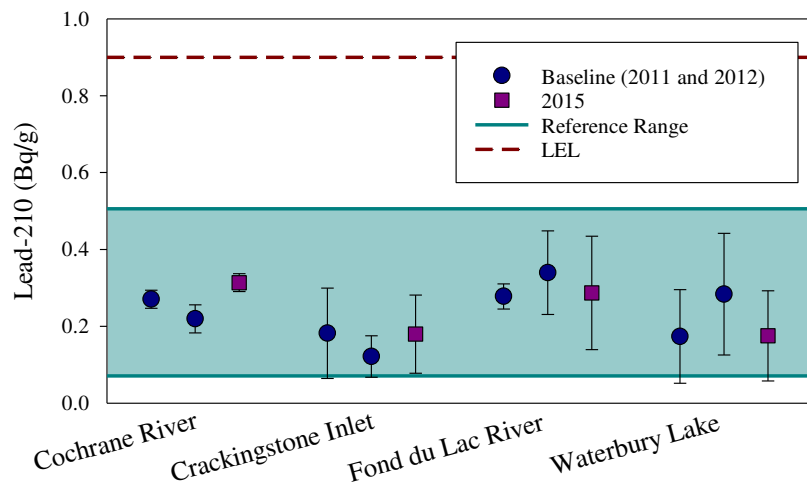 1.0
0.8
0.6
0.4
0.2
0.0
Lead-210 (Bq/g)
Baseline (2011 and 2012)
2015
Reference Range
LEL
Cochrane River
Crackingstone Inlet
Fond du Lac River
Waterbury Lake